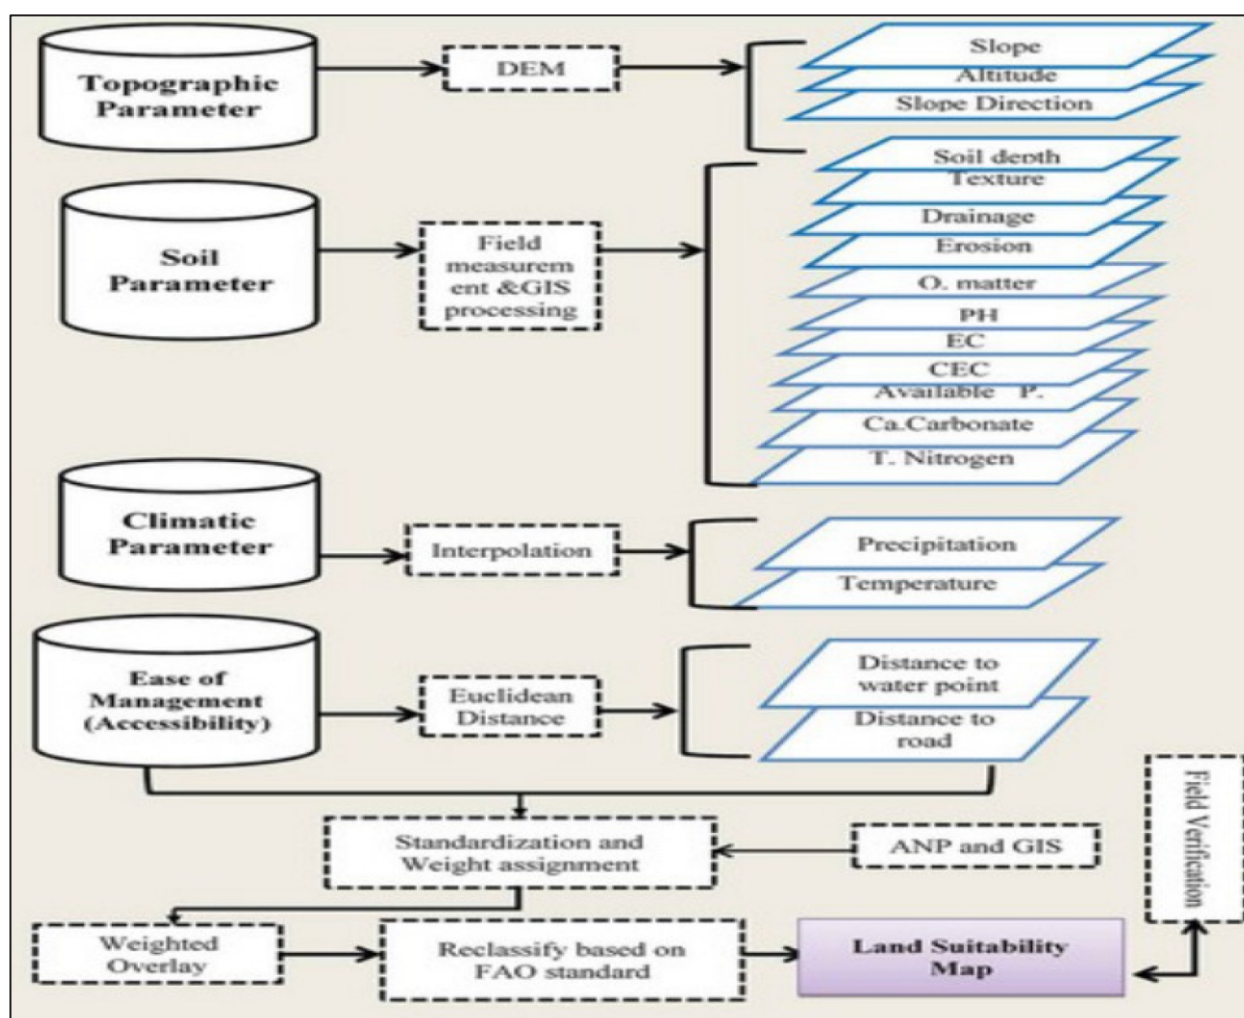 Topographic
Parameter
DEM
Slope
Altitude
Slope Direction
Soil
Parameter
Field
measurem
ent &GIS
processing
Soil depth
Texture
Drainage
Erosion
O. matter
PH
EC
CEC
Available P.
Ca.Carbonate
T. Nitrogen
Climatic
Parameter
Interpolation
Precipitation
Temperature
Ease of
Management
(Accessibility)
Euclidean
Distance
Distance to
water point
Distance to
road
Standardization and
Weight assignment
ANP and GIS
Field Verification
Weighted
Overlay
Reclassify based on
FAO standard
Land Suitability
Map